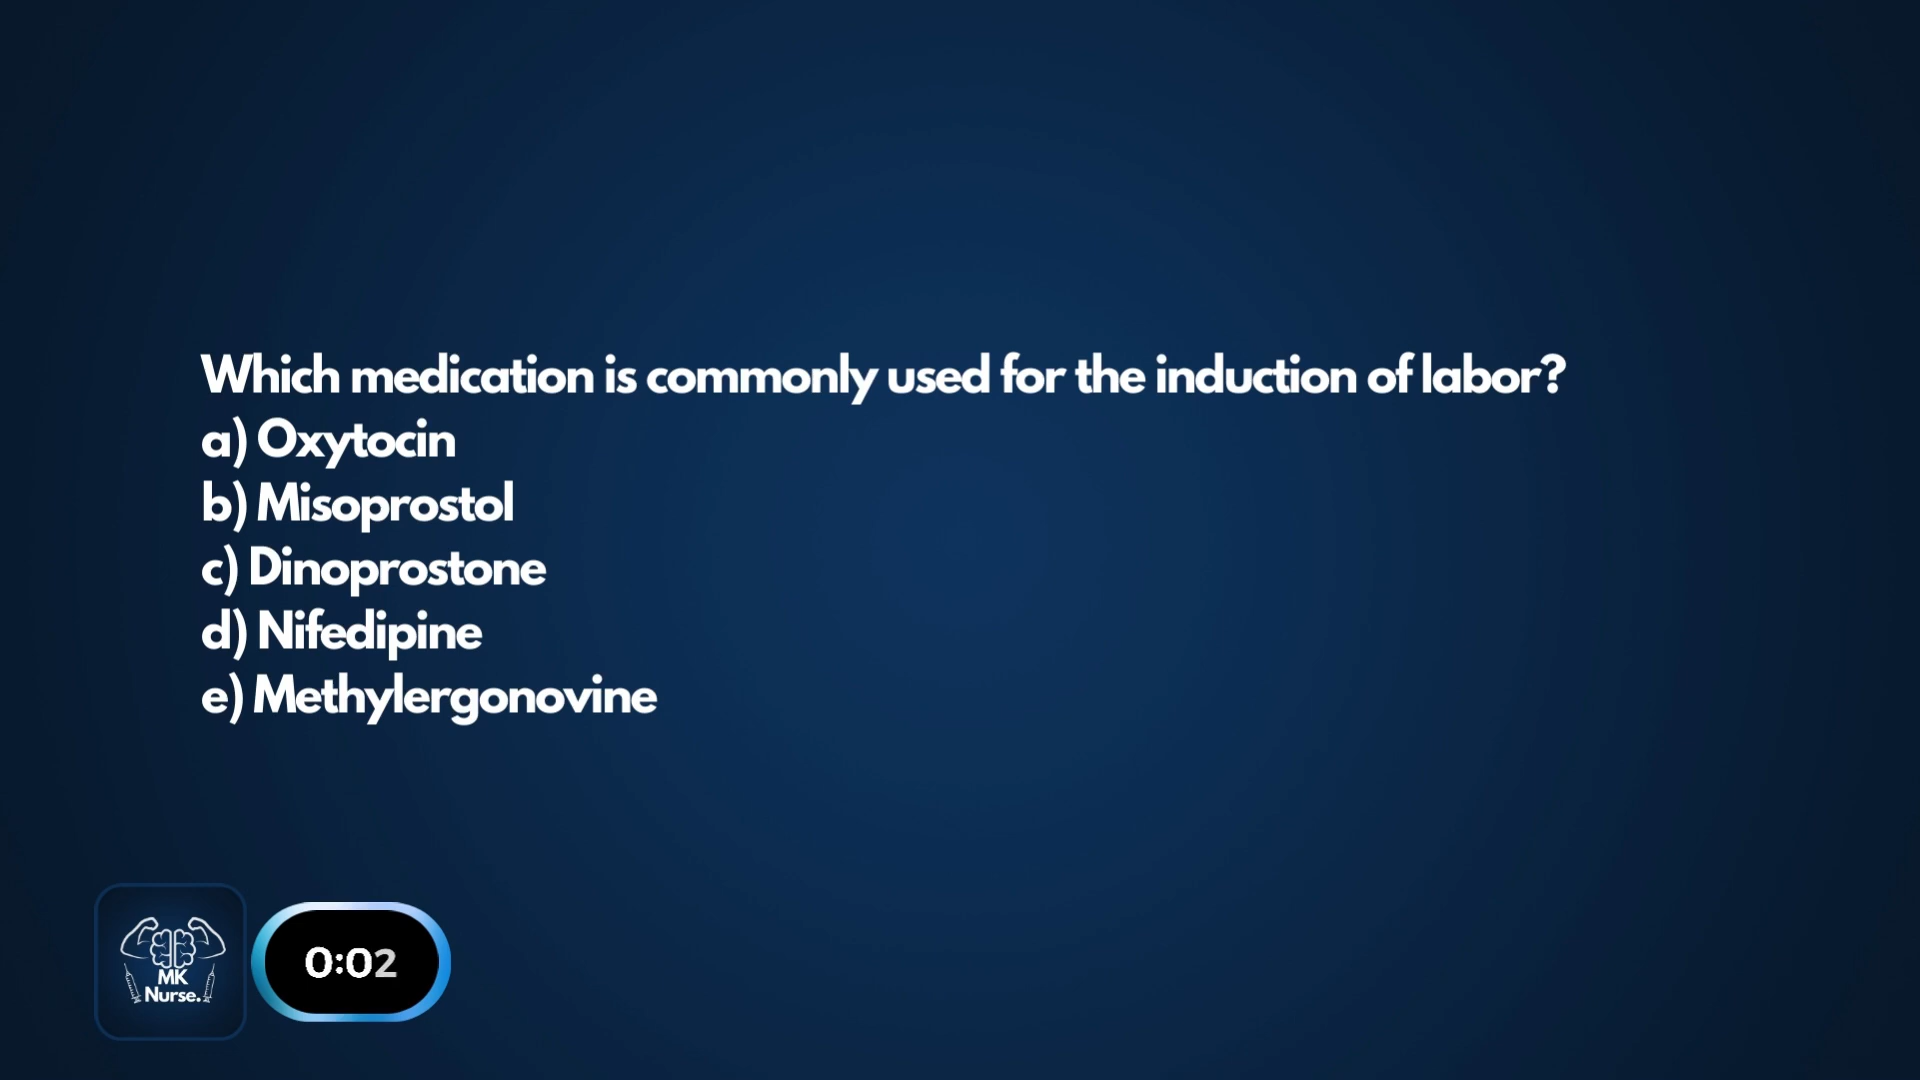 Which medication is commonly used for the induction of labor?
a) Oxytocin
b) Misoprostol
c) Dinoprostone
d) Nifedipine
e) Methylergonovine
MK
Nurse.
0:02